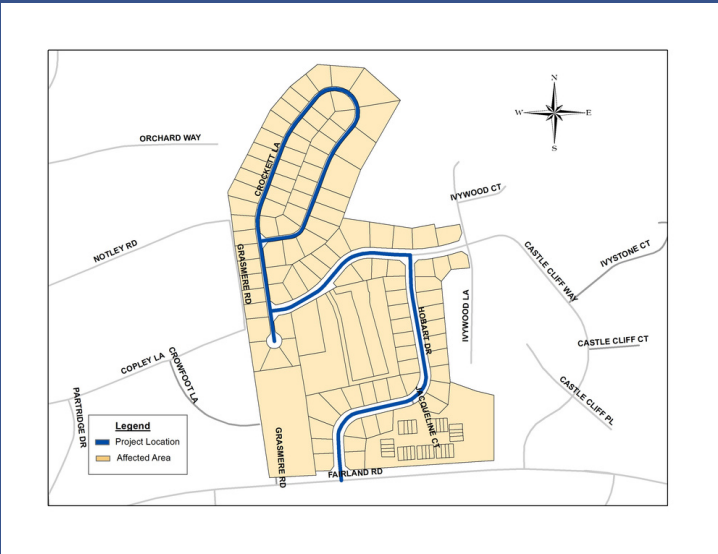 N
W
E
S
ORCHARD WAY
CROCKETT LA
IVYWOOD CT
NOTLEY RD
GRASMERE RD
CASTLE CLIFF WAY
IVYSTONE CT
IVYWOOD LA
HOBART DR
CASTLE CLIFF CT
COPLEY LA
CROWFOOT LA
CASTLE CLIFF PL
PARTRIDGE DR
JACQUELINE CT
Legend
Project Location
Affected Area
GRASMERE RD
FAIRLAND RD